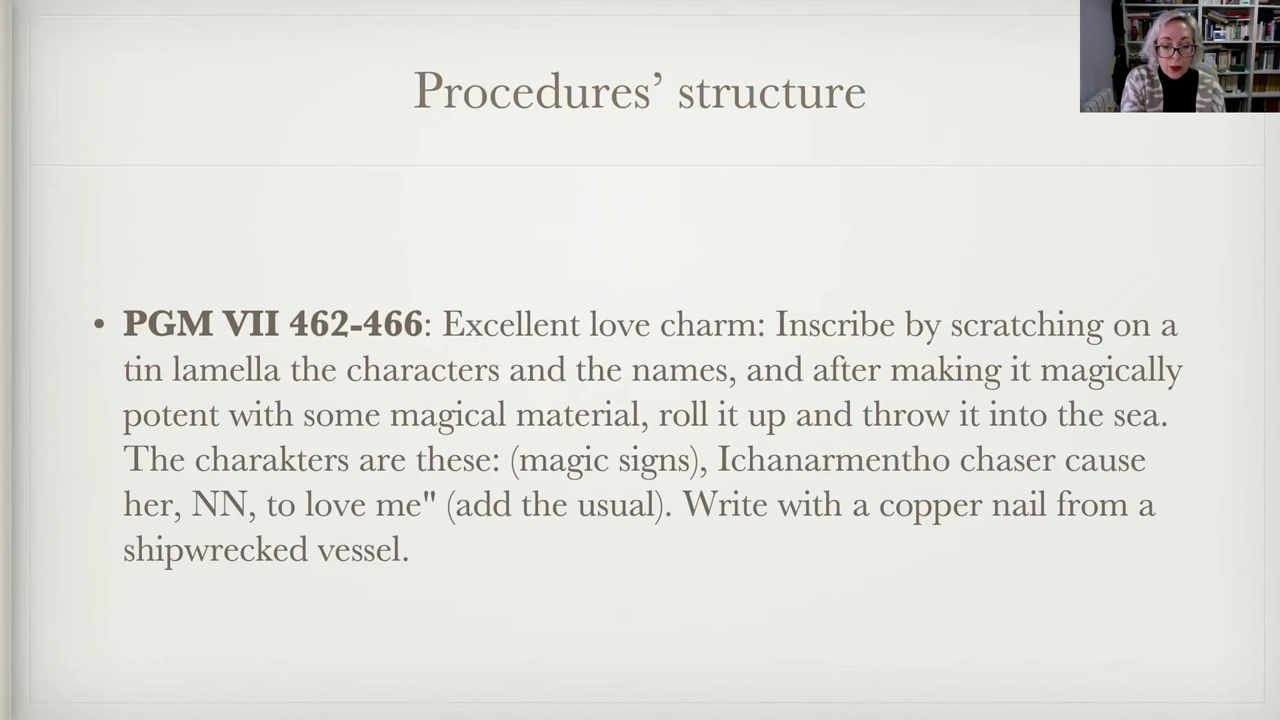 Procedures’ structure
• PGM VII 462-466: Excellent love charm: Inscribe by scratching on a
tin lamella the characters and the names, and after making it magically
potent with some magical material, roll it up and throw it into the sea.
The charakters are these: (magic signs), Ichanarmentho chaser cause
her, NN, to love me" (add the usual). Write with a copper nail from a
shipwrecked vessel.